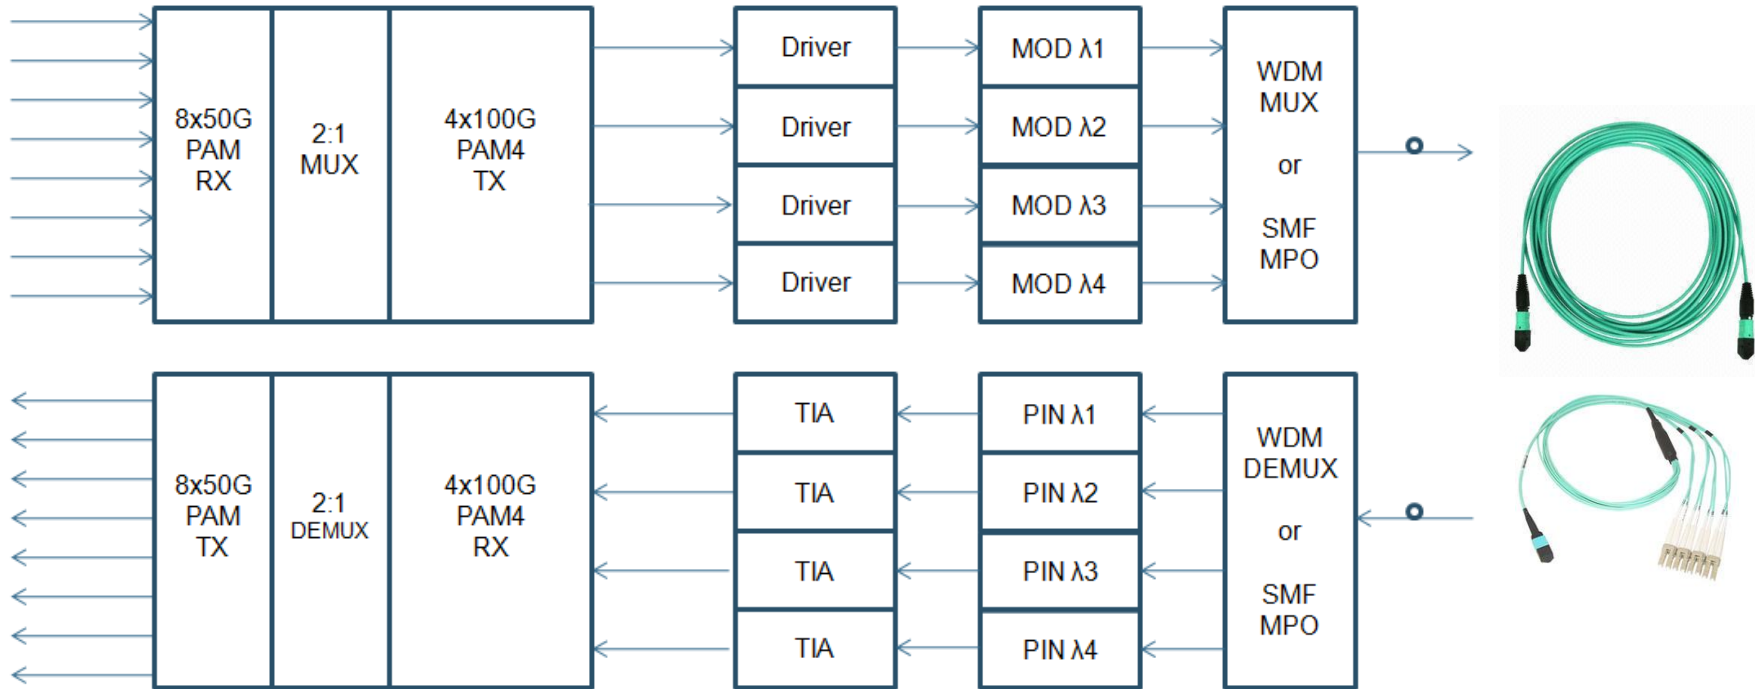 8x50G
PAM
RX
2:1
MUX
4x100G
PAM4
TX
Driver
Driver
Driver
Driver
MOD λ1
MOD λ2
MOD λ3
MOD λ4
WDM
MUX
or
SMF
MPO
8x50G
PAM
TX
2:1
DEMUX
4x100G
PAM4
RX
TIA
TIA
TIA
TIA
PIN λ1
PIN λ2
PIN λ3
PIN λ4
WDM
DEMUX
or
SMF
MPO